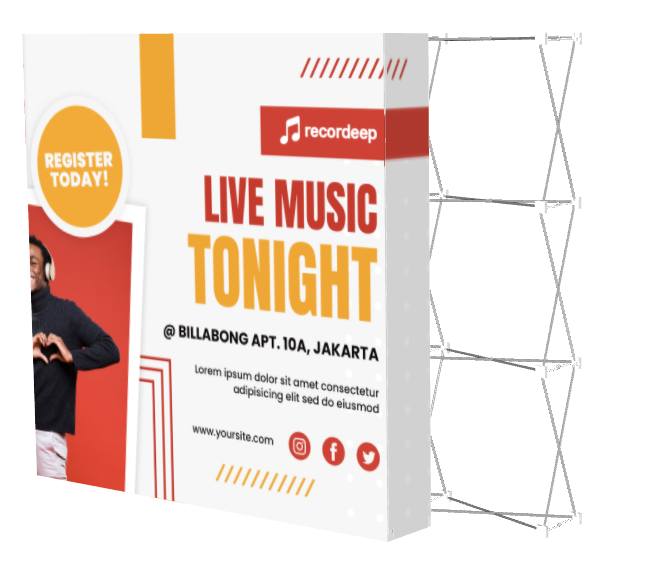 REGISTER
TODAY!
recordeep
LIVE MUSIC
TONIGHT
@ BILLABONG APT. 10A, JAKARTA
Lorem ipsum dolor sit amet consectetur
adipisicing elit sed do eiusmod
www.yoursite.com